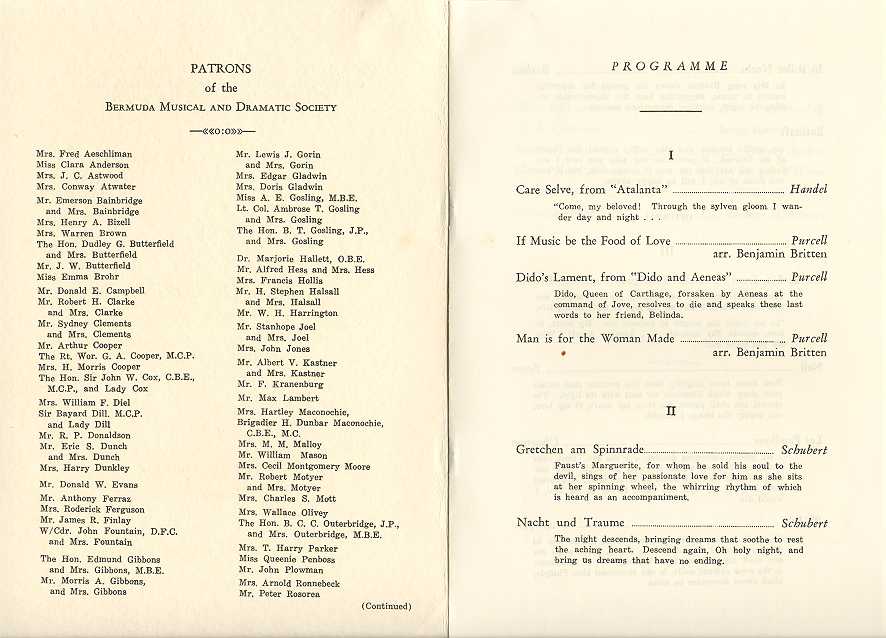 PATRONS
of the
BERMUDA MUSICAL AND DRAMATIC SOCIETY
—««o:o»»—
Mrs. Fred Aeschliman
Miss Clara Anderson
Mrs. J. C. Astwood
Mrs. Conway Atwater
Mr. Emerson Bainbridge
and Mrs. Bainbridge
Mrs. Henry A. Bizell
Mrs. Warren Brown
The Hon. Dudley G. Butterfield
and Mrs. Butterfield
Mr. J. W. Butterfield
Miss Emma Brohr
Mr. Donald E. Campbell
Mr. Robert H. Clarke
and Mrs. Clarke
Mr. Sydney Clements
and Mrs. Clements
Mr. Arthur Cooper
The Rt. Wor. G. A. Cooper, M.C.P.
Mrs. H. Morris Cooper
The Hon. Sir John W. Cox, C.B.E.,
M.C.P., and Lady Cox
Mrs. William F. Diel
Sir Bayard Dill. M.C.P.
and Lady Dill
Mr. R. P. Donaldson
Mr. Eric S. Dunch
and Mrs. Dunch
Mrs. Harry Dunkley
Mr. Donald W. Evans
Mr. Anthony Ferraz
Mrs. Roderick Ferguson
Mr. James R. Finlay
W/Cdr. John Fountain, D.F.C.
and Mrs. Fountain
The Hon. Edmund Gibbons
and Mrs. Gibbons, M.B.E.
Mr. Morris A. Gibbons,
and Mrs. Gibbons
Mr. Lewis J. Gorin
and Mrs. Gorin
Mrs. Edgar Gladwin
Mrs. Doris Gladwin
Miss A. E. Gosling, M.B.E.
Lt. Col. Ambrose T. Gosling
and Mrs. Gosling
The Hon. B. T. Gosling, J.P.,
and Mrs. Gosling
Dr. Marjorie Hallett, O.B.E.
Mr. Alfred Hess and Mrs. Hess
Mrs. Francis Hollis
Mr. H. Stephen Halsall
and Mrs. Halsall
Mr. W. H. Harrington
Mr. Stanhope Joel
and Mrs. Joel
Mrs. John Jones
Mr. Albert V. Kastner
and Mrs. Kastner
Mr. F. Kranenburg
Mr. Max Lambert
Mrs. Hartley Maconochie,
Brigadier H. Dunbar Maconochie,
C.B.E., M.C.
Mrs. M. M. Malloy
Mr. William Mason
Mrs. Cecil Montgomery Moore
Mr. Robert Motyer
and Mrs. Motyer
Mrs. Charles S. Mott
Mrs. Wallace Olivey
The Hon. B. C. C. Outerbridge, J.P.,
and Mrs. Outerbridge, M.B.E.
Mrs. T. Harry Parker
Miss Queenie Penboss
Mr. John Plowman
Mrs. Arnold Ronnebeck
Mr. Peter Rosorea
(Continued)
PROGRAMME
I
Care Selve, from "Atalanta" ........ Handel
"Come, my beloved! Through the sylven gloom I wan-
der day and night . . .
If Music be the Food of Love ........ Purcell
arr. Benjamin Britten
Dido's Lament, from "Dido and Aeneas" ........ Purcell
Dido, Queen of Carthage, forsaken by Aeneas at the
command of Jove, resolves to die and speaks these last
words to her friend, Belinda.
Man is for the Woman Made ........ Purcell
arr. Benjamin Britten
II
Gretchen am Spinnrade ........ Schubert
Faust's Marguerite, for whom he sold his soul to the
devil, sings of her passionate love for him as she sits
at her spinning wheel, the whirring rhythm of which
is heard as an accompaniment.
Nacht und Traume ........ Schubert
The night descends, bringing dreams that soothe to rest
the aching heart. Descend again, Oh holy night, and
bring us dreams that have no ending.